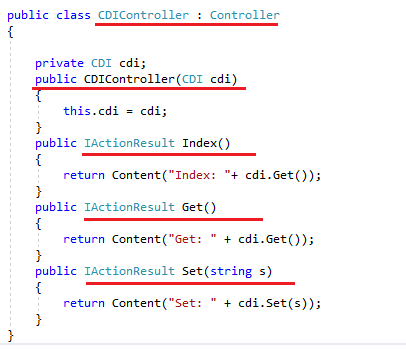 public class CDIController : Controller
{
private CDI cdi;
public CDIController(CDI cdi)
{
this.cdi = cdi;
}
public IActionResult Index()
{
return Content("Index: "+ cdi.Get());
}
public IActionResult Get()
{
return Content("Get: " + cdi.Get());
}
public IActionResult Set(string s)
{
return Content("Set: " + cdi.Set(s));
}
}